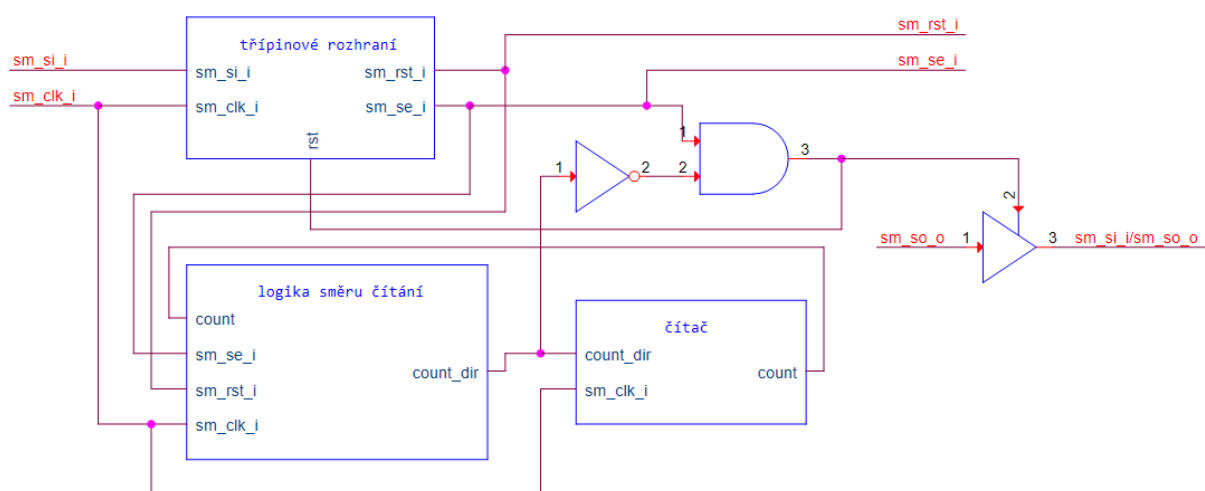 sm_rst_i
třípinové rozhraní
sm_si_i
sm_si_i
sm_rst_i
sm_se_i
sm_clk_i
sm_clk_i
sm_se_i
rst
1
2
3
1
2
2
sm_so_o
1
3
sm_si_i/sm_so_o
logika směru čítání
count
sm_se_i
count_dir
sm_rst_i
sm_clk_i
čítač
count_dir
count
sm_clk_i